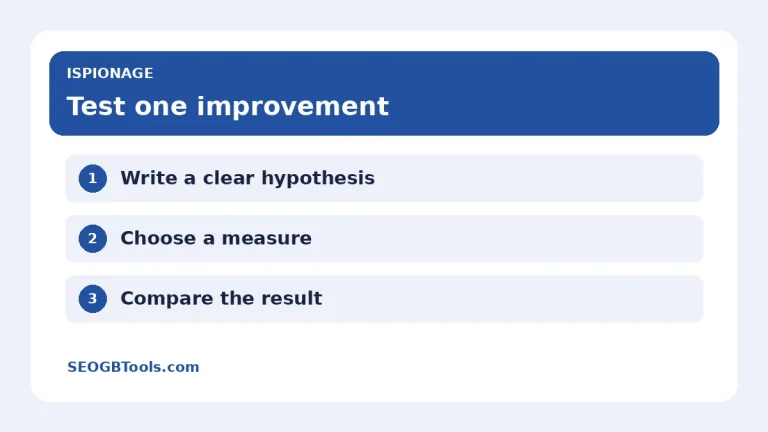 ISPIONAGE
Test one improvement
1 Write a clear hypothesis
2 Choose a measure
3 Compare the result
SEOGBTools.com